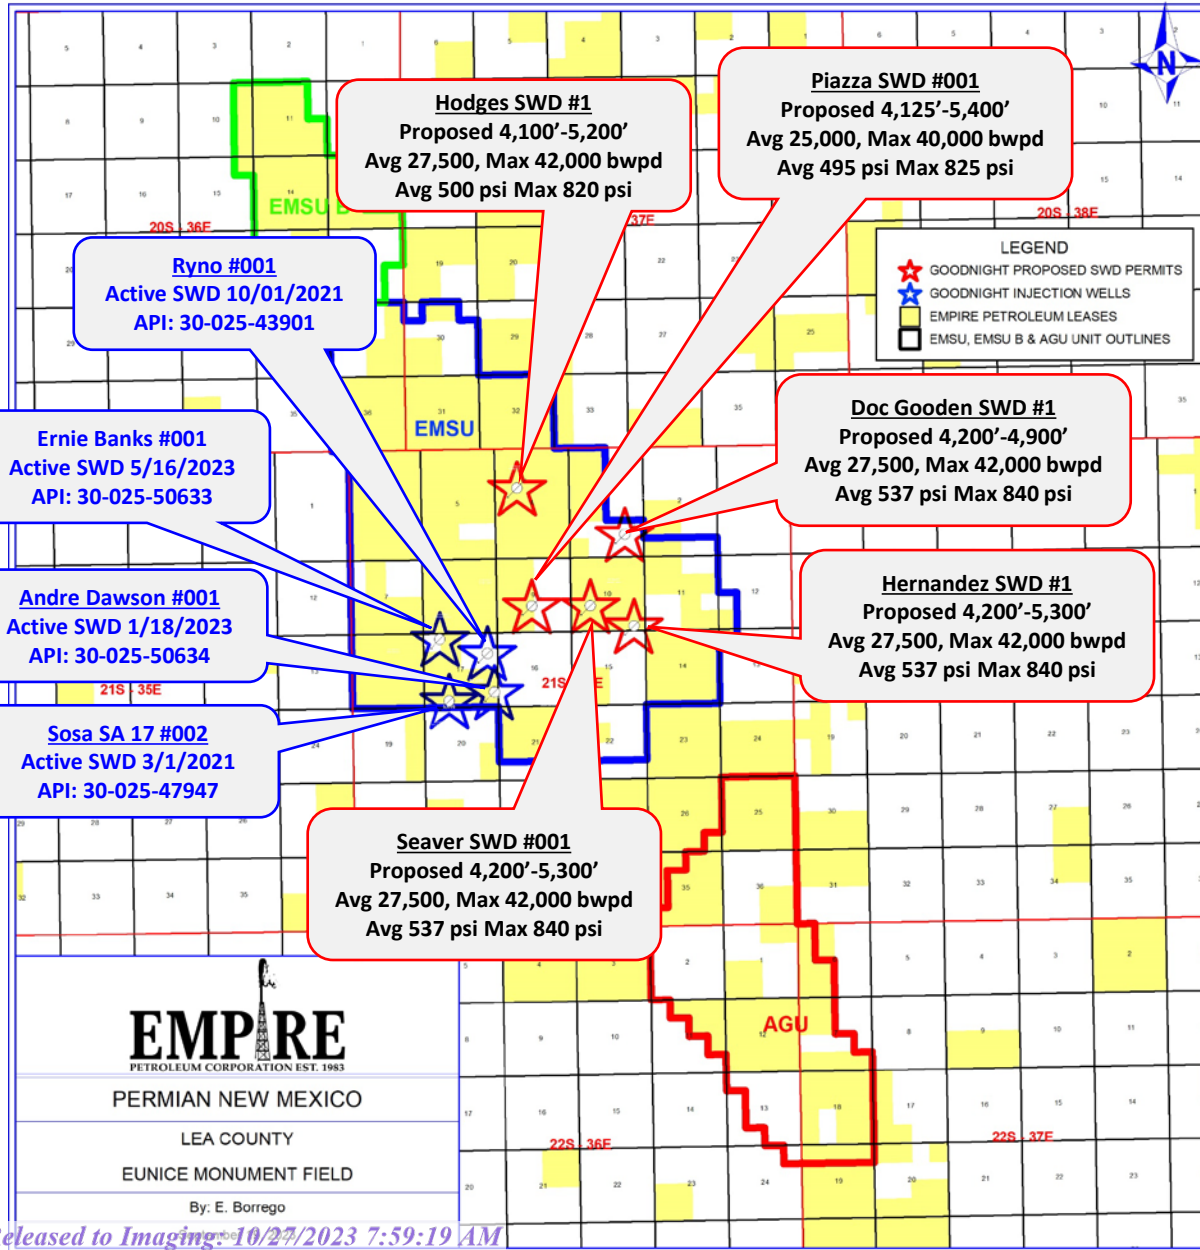 Hodges SWD #1
Proposed 4,100’-5,200’
Avg 27,500, Max 42,000 bwpd
Avg 500 psi Max 820 psi
Piazza SWD #001
Proposed 4,125’-5,400’
Avg 25,000, Max 40,000 bwpd
Avg 495 psi Max 825 psi
N
EMSU B
20S - 36E
37E
20S - 38E
LEGEND
GOODNIGHT PROPOSED SWD PERMITS
GOODNIGHT INJECTION WELLS
EMPIRE PETROLEUM LEASES
EMSU, EMSU B & AGU UNIT OUTLINES
Ryno #001
Active SWD 10/01/2021
API: 30-025-43901
EMSU
Doc Gooden SWD #1
Proposed 4,200’-4,900’
Avg 27,500, Max 42,000 bwpd
Avg 537 psi Max 840 psi
Ernie Banks #001
Active SWD 5/16/2023
API: 30-025-50633
Hernandez SWD #1
Proposed 4,200’-5,300’
Avg 27,500, Max 42,000 bwpd
Avg 537 psi Max 840 psi
Andre Dawson #001
Active SWD 1/18/2023
API: 30-025-50634
21S - 35E
21S
E
Sosa SA 17 #002
Active SWD 3/1/2021
API: 30-025-47947
Seaver SWD #001
Proposed 4,200’-5,300’
Avg 27,500, Max 42,000 bwpd
Avg 537 psi Max 840 psi
AGU
22S - 36E
22S - 37E
EMPIRE
PETROLEUM CORPORATION EST. 1983
PERMIAN NEW MEXICO
LEA COUNTY
EUNICE MONUMENT FIELD
By: E. Borrego
eleased to Imaging: 10/27/2023 7:59:19 AM